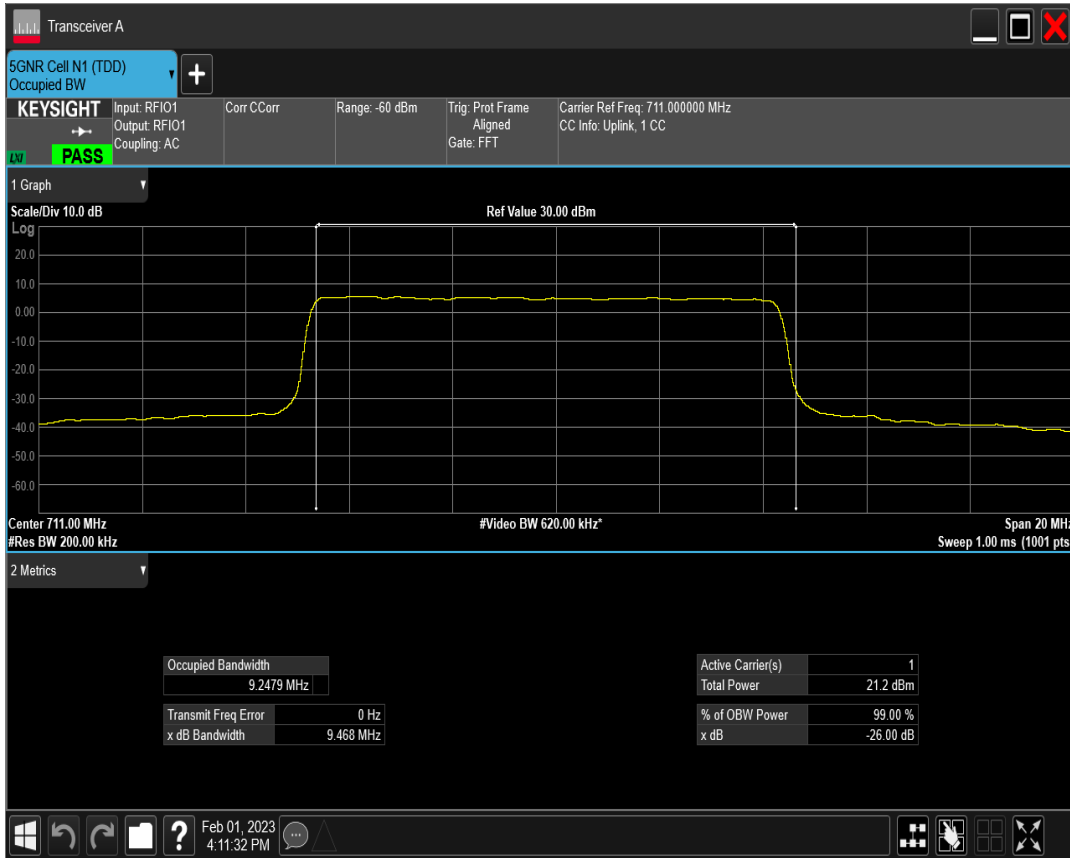 Transceiver A
5GNR Cell N1 (TDD)
Occupied BW
KEYSIGHT
LXI
PASS
Input: RFIO1
Output: RFIO1
Coupling: AC
Corr CCorr
Range: -60 dBm
Trig: Prot Frame
Aligned
Gate: FFT
Carrier Ref Freq: 711.000000 MHz
CC Info: Uplink, 1 CC
1 Graph
Scale/Div 10.0 dB
Ref Value 30.00 dBm
Log
20.0
10.0
0.00
-10.0
-20.0
-30.0
-40.0
-50.0
-60.0
Center 711.00 MHz
#Video BW 620.00 kHz*
Span 20 MHz
#Res BW 200.00 kHz
Sweep 1.00 ms (1001 pts
2 Metrics
Occupied Bandwidth
9.2479 MHz
Transmit Freq Error 0 Hz
x dB Bandwidth 9.468 MHz
Active Carrier(s) 1
Total Power 21.2 dBm
% of OBW Power 99.00 %
x dB -26.00 dB
?
Feb 01, 2023
4:11:32 PM